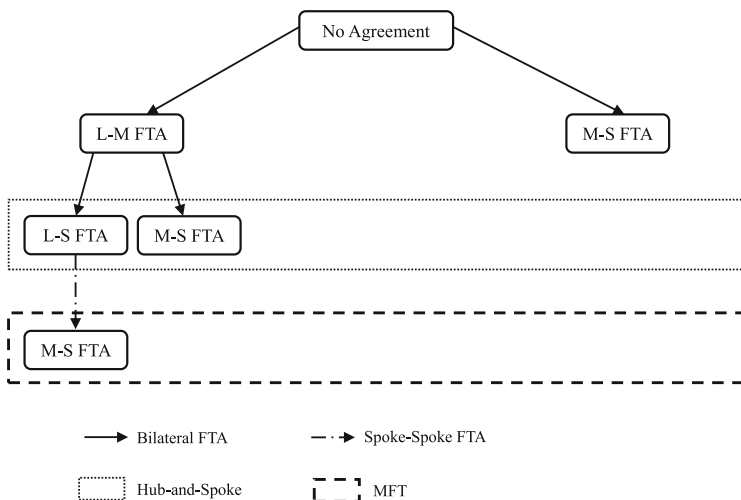 No Agreement
L-M FTA
M-S FTA
L-S FTA
M-S FTA
M-S FTA
Bilateral FTA
Spoke-Spoke FTA
Hub-and-Spoke
MFT